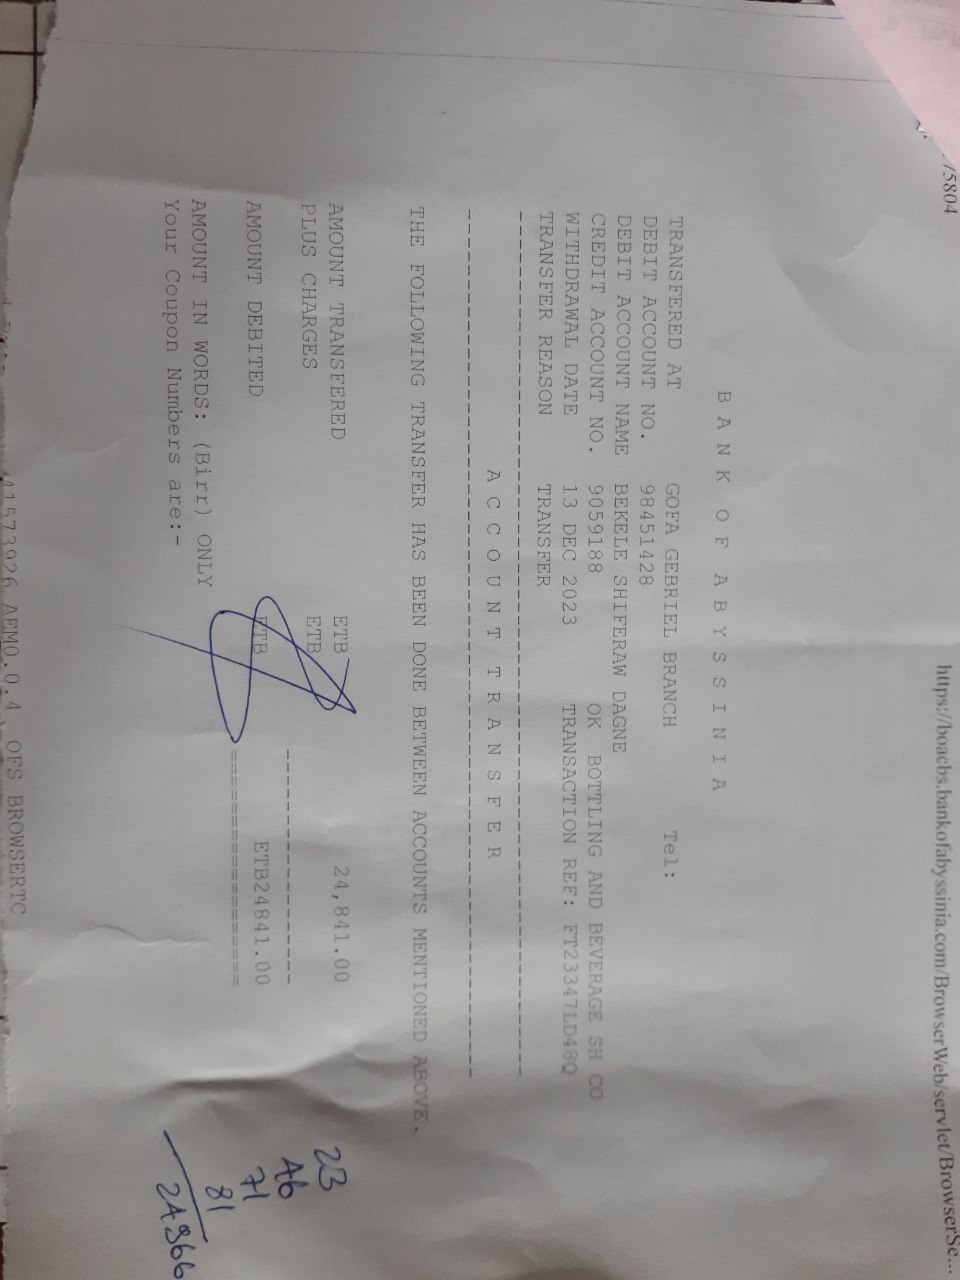 /5804
https://boacbs.bankofabyssinia.com/BrowserWeb/servlet/BrowserSe...
B A N K O F A B Y S S I N I A
TRANSFERED AT GOFA GEBRIEL BRANCH Tel:
DEBIT ACCOUNT NO. 98451428
DEBIT ACCOUNT NAME BEKELE SHIFERAW DAGNE
CREDIT ACCOUNT NO. 9059188 OK BOTTLING AND BEVERAGE SH CO
WITHDRAWAL DATE 13 DEC 2023 TRANSACTION REF: FT23347LD48Q
TRANSFER REASON TRANSFER
A C C O U N T T R A N S F E R
THE FOLLOWING TRANSFER HAS BEEN DONE BETWEEN ACCOUNTS MENTIONED ABOVE.
AMOUNT TRANSFERED ETB 24,841.00
PLUS CHARGES ETB
AMOUNT DEBITED ETB ETB24841.00
AMOUNT IN WORDS: (Birr) ONLY
Your Coupon Numbers are:-
23
A6
71
81
24966
41573926 AEM0.0.4 OFS BROWSERTC